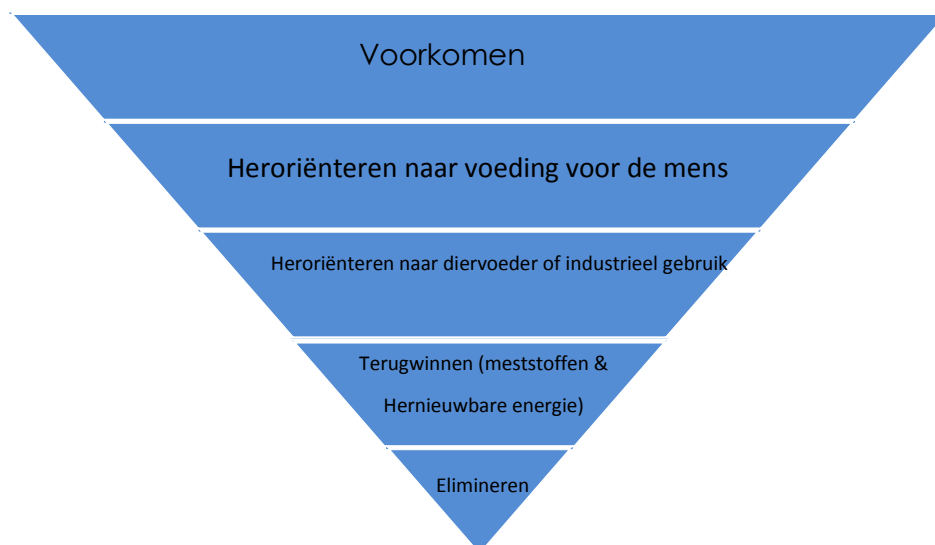 Voorkomen
Heroriënteren naar voeding voor de mens
Heroriënteren naar diervoeder of industrieel gebruik
Terugwinnen (meststoffen &
Hernieuwbare energie)
Elimineren